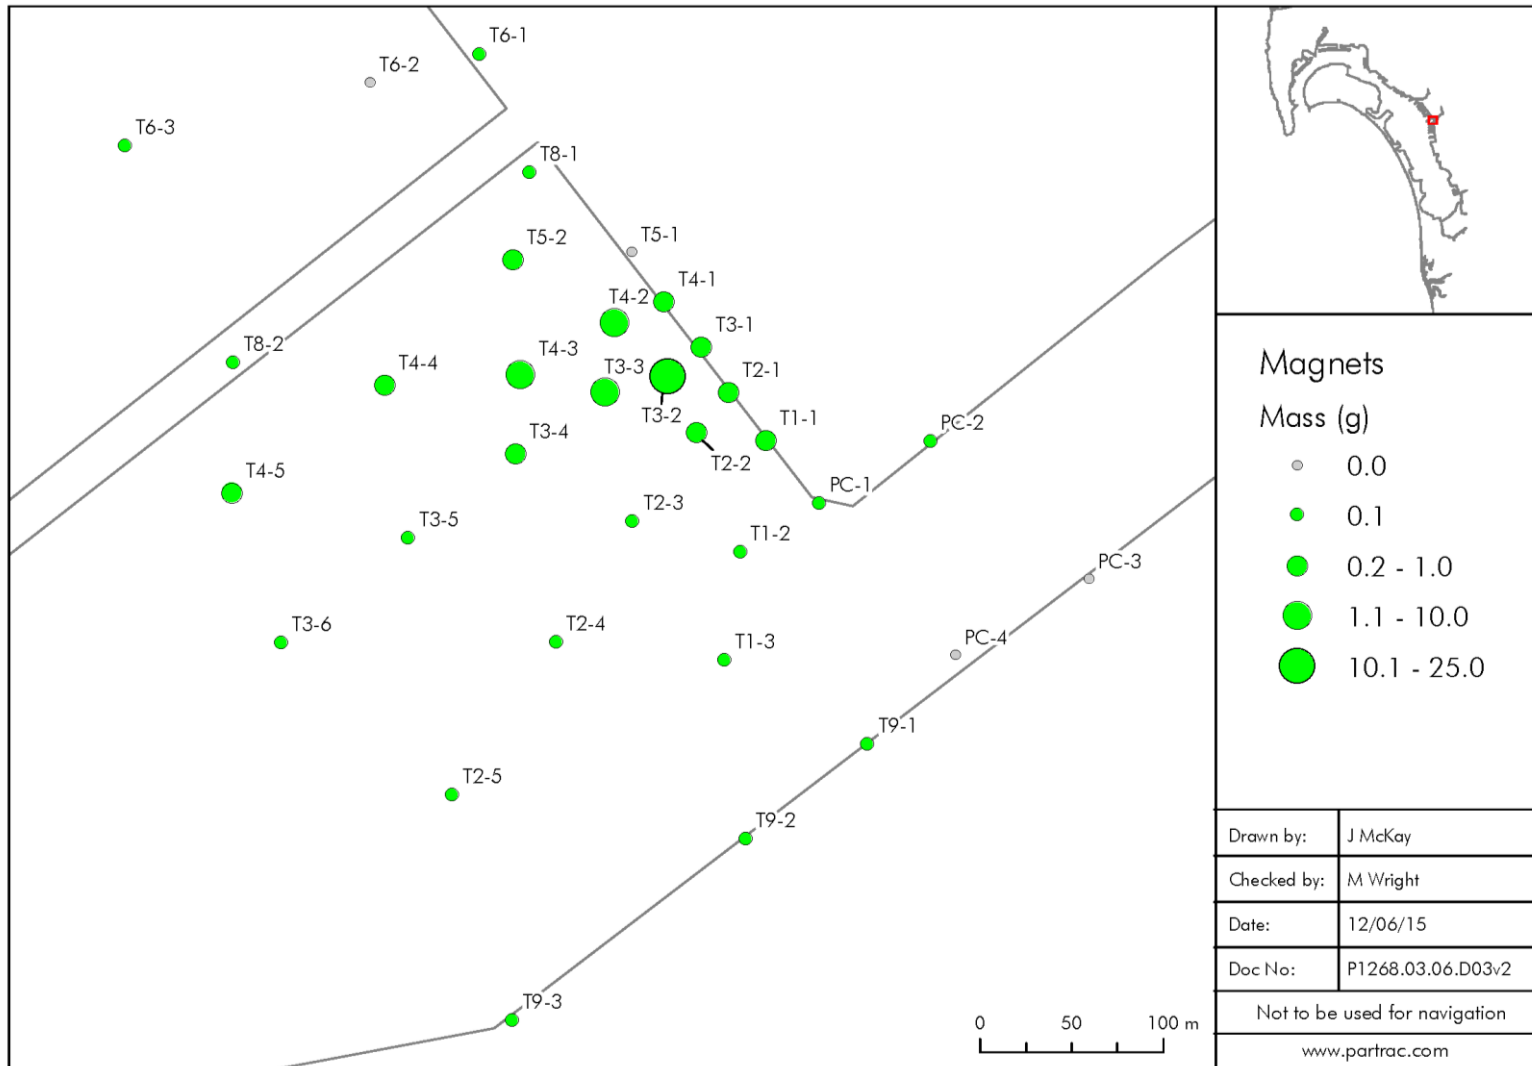 T6-1
T6-2
T6-3
T8-1
T5-1
T5-2
T4-1
T4-2
T3-1
T8-2
T4-4
T4-3
T3-3
T2-1
T3-2
T1-1
PC-2
T3-4
T2-2
T4-5
PC-1
T3-5
T2-3
T1-2
PC-3
T3-6
T2-4
T1-3
PC-4
T9-1
T2-5
T9-2
T9-3
0 50 100 m
Magnets
Mass (g)
0.0
0.1
0.2 - 1.0
1.1 - 10.0
10.1 - 25.0
Drawn by: J McKay
Checked by: M Wright
Date: 12/06/15
Doc No: P1268.03.06.D03v2
Not to be used for navigation
www.partrac.com